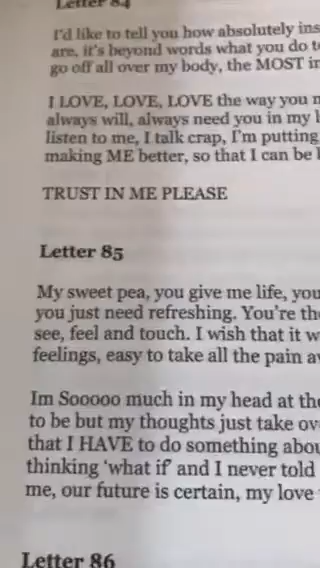 Letter 84
I'd like to tell you how absolutely ins
are, it's beyond words what you do t
go off all over my body, the MOST in
I LOVE, LOVE, LOVE the way you
always will, always need you in my
listen to me, I talk crap, I'm putting
making ME better, so that I can be
TRUST IN ME PLEASE
Letter 85
My sweet pea, you give me life, you
you just need refreshing. You're the
see, feel and touch. I wish that it w
feelings, easy to take all the pain a
Im Sooooo much in my head at the
to be but my thoughts just take ov
that I HAVE to do something abou
thinking 'what if' and I never told
me, our future is certain, my love
Letter 86